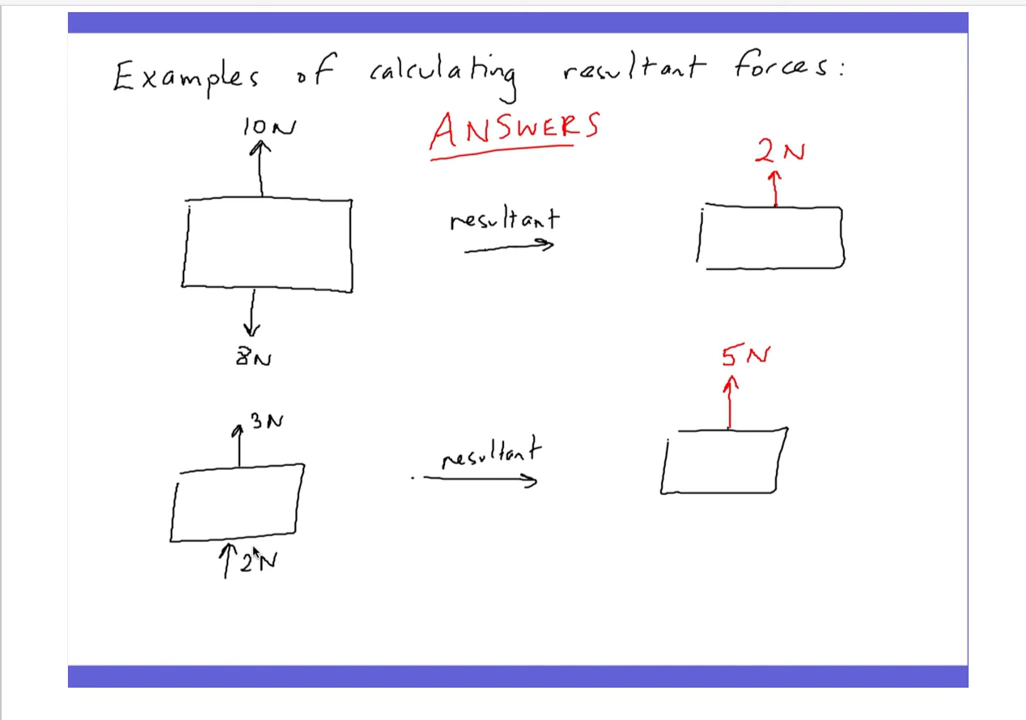 Examples of calculating resultant forces:
ANSWERS
10N
2N
resultant
8N
5N
3N
resultant
2N